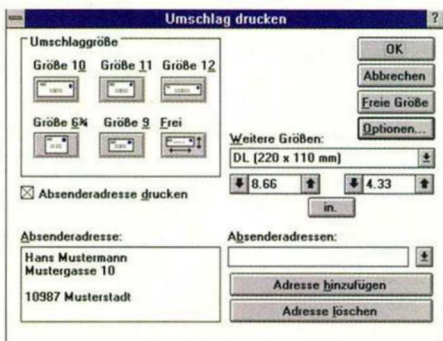 Umschlag drucken ?
Umschlaggröße
Größe 10 Größe 11 Größe 12
Größe 6¾ Größe 9 Frei
Absenderadresse drucken
OK
Abbrechen
Freie Größe
Optionen...
Weitere Größen:
DL (220 x 110 mm)
8.66 4.33
in.
Absenderadresse:
Hans Mustermann
Mustergasse 10
10987 Musterstadt
Absenderadressen:
Adresse hinzufügen
Adresse löschen